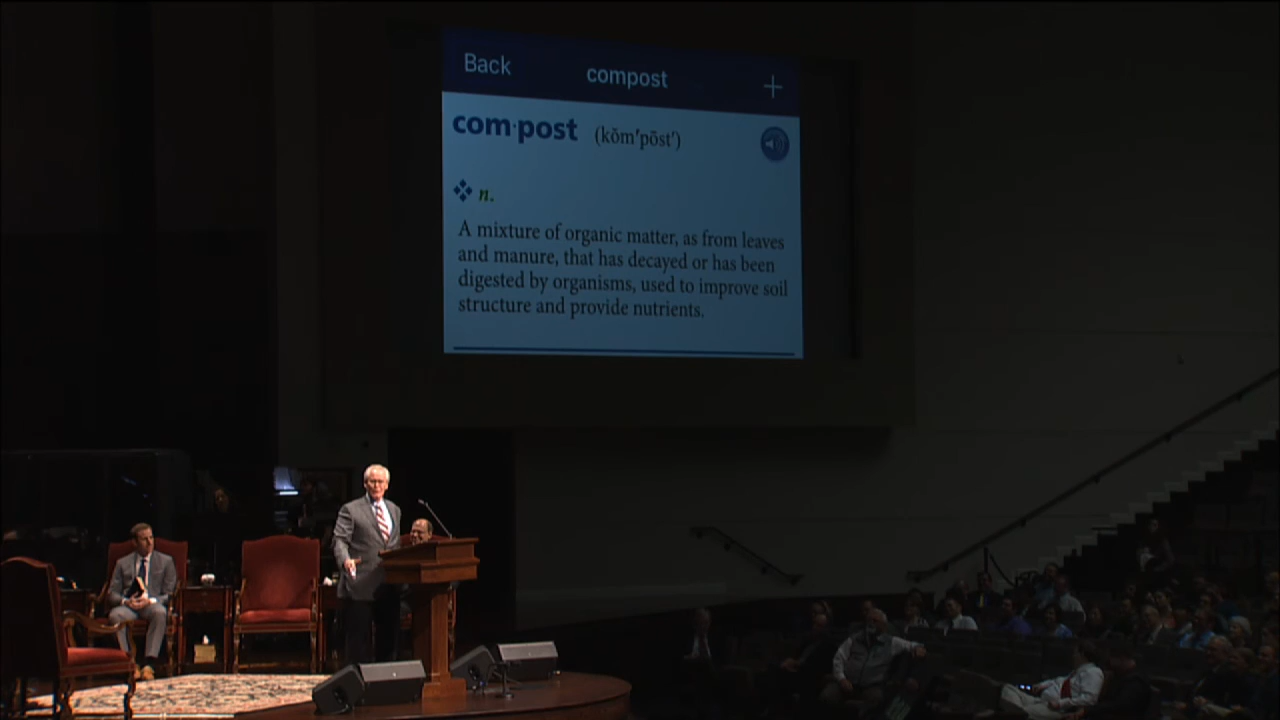 Back compost +
com·post (kŏm′pōst′)
❖ n.
A mixture of organic matter, as from leaves
and manure, that has decayed or has been
digested by organisms, used to improve soil
structure and provide nutrients.